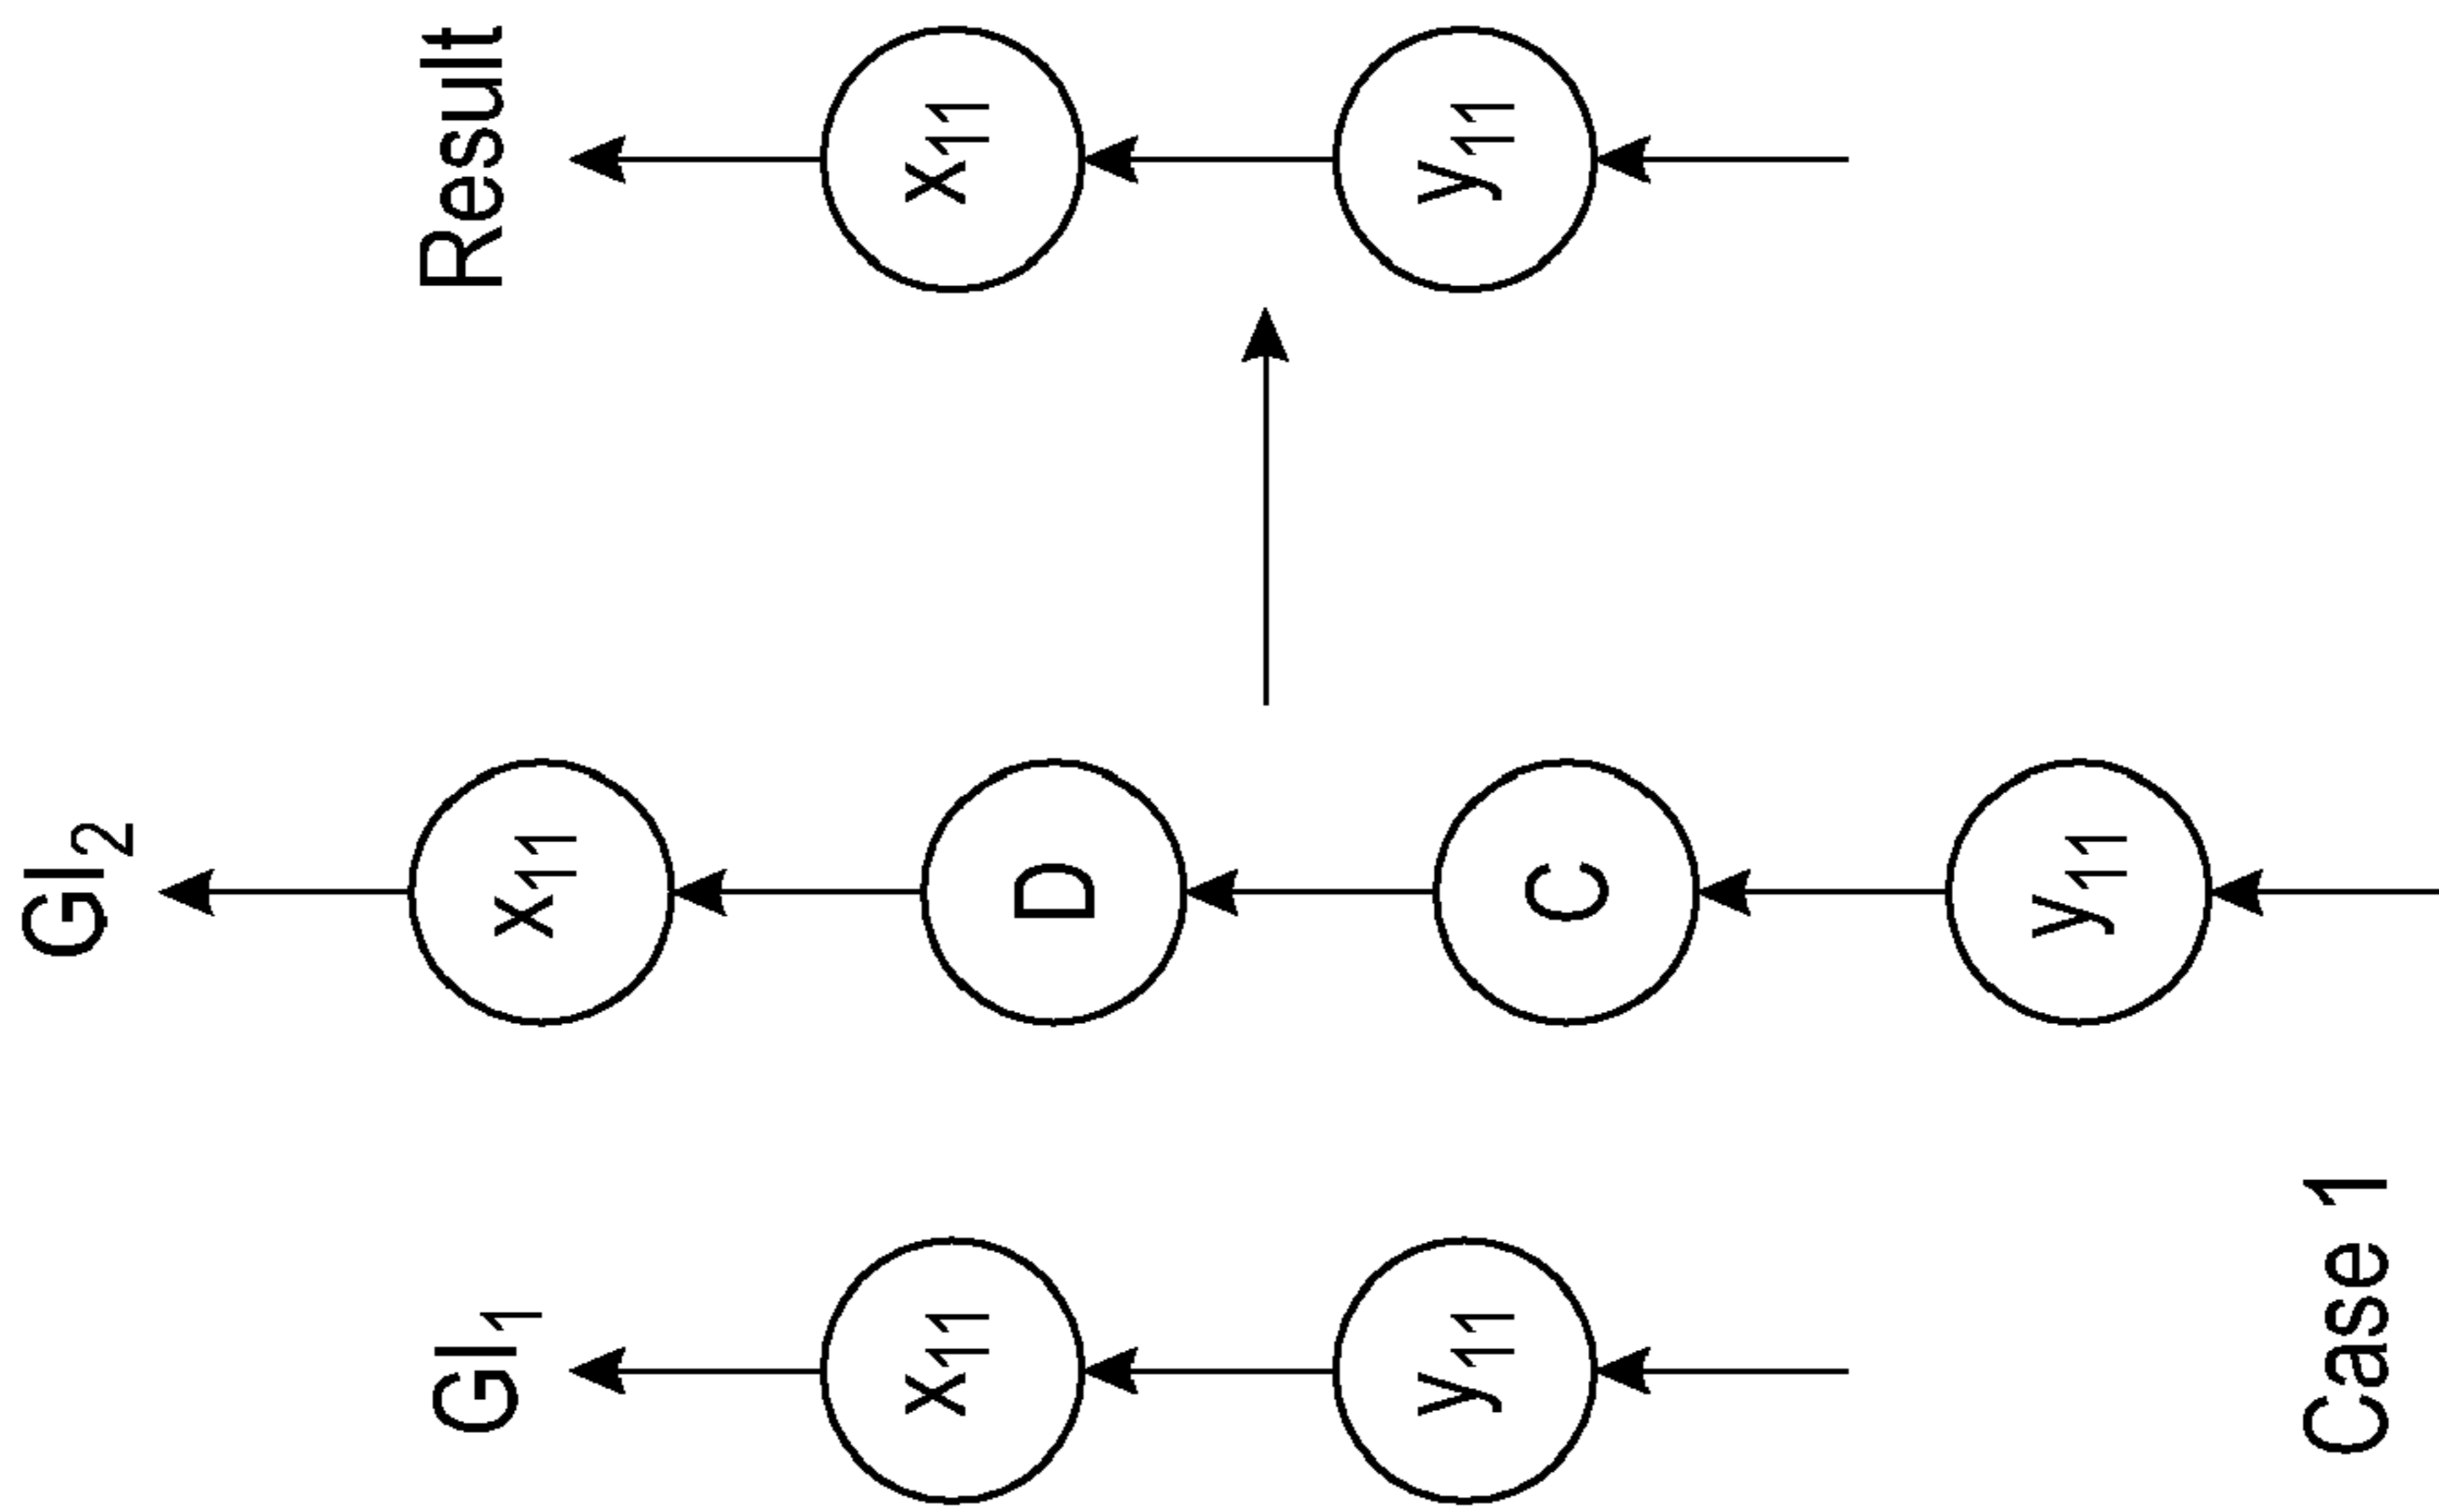 GI₁
x₁₁
y₁₁
GI₂
x₁₁
D
C
y₁₁
Result
x₁₁
y₁₁
Case 1